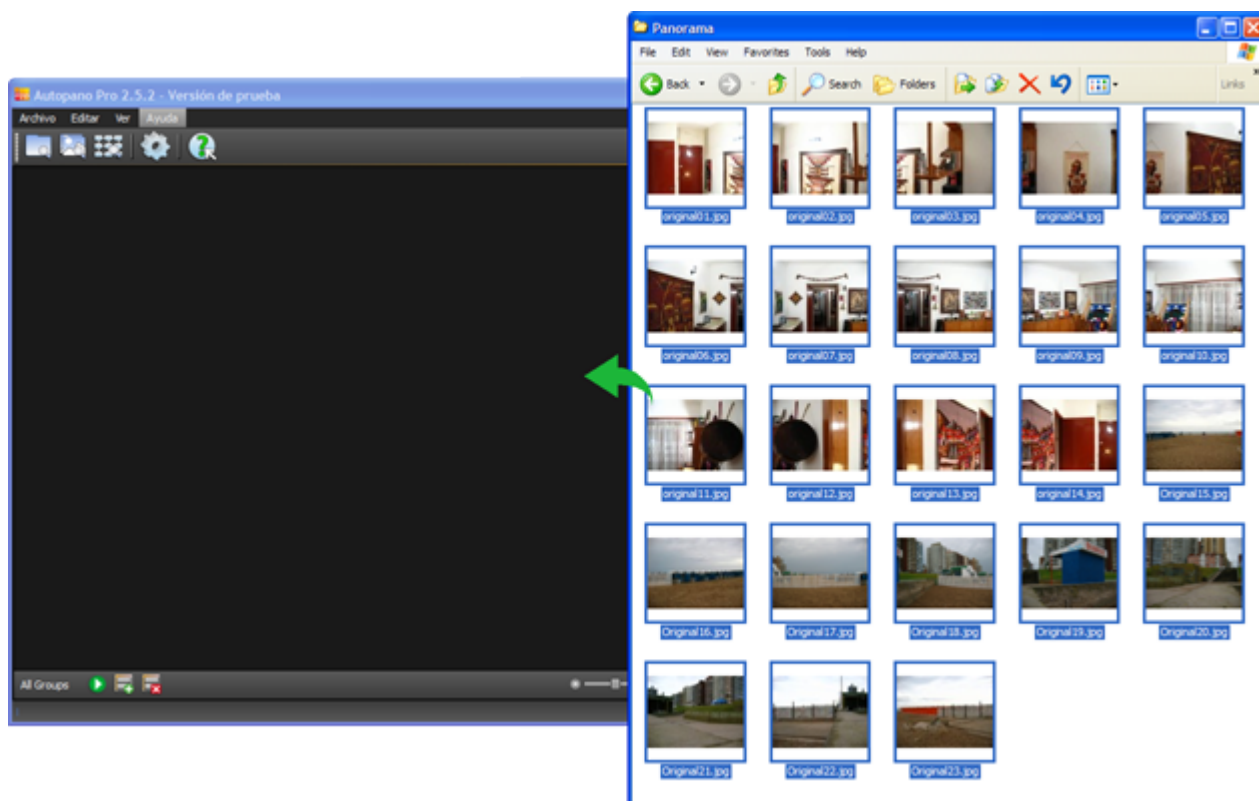 Autopano Pro 2.5.2 - Versión de prueba
Archivo Editar Ver Ayuda
All Groups
Panorama
File Edit View Favorites Tools Help
Back Search Folders Links
original01.jpg original02.jpg original03.jpg original04.jpg original05.jpg
original06.jpg original07.jpg original08.jpg original09.jpg original10.jpg
original11.jpg original12.jpg original13.jpg original14.jpg Original15.jpg
Original16.jpg Original17.jpg Original18.jpg Original19.jpg Original20.jpg
Original21.jpg Original22.jpg Original23.jpg